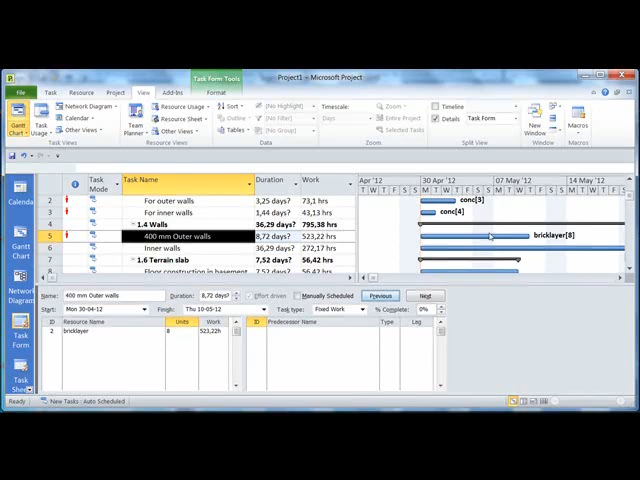 Task Form Tools
Project1 – Microsoft Project
File Task Resource Project View Add-Ins Format
Gantt Chart
Task Usage
Network Diagram
Calendar
Other Views
Task Views
Team Planner
Resource Usage
Resource Sheet
Other Views
Resource Views
Sort
Outline
Tables
[No Highlight]
[No Filter]
[No Group]
Data
Timescale:
Days
Zoom
Entire Project
Selected Tasks
Zoom
Timeline
Details Task Form
Split View
New Window
Window
Macros
Macros
Task Mode Task Name Duration Work
Apr '12 30 Apr '12 07 May '12 14 May '12
T W T F S S M T W T F S S M T W T F S S M T W T F
2 For outer walls 3,25 days? 73,1 hrs conc[3]
3 For inner walls 1,44 days? 43,13 hrs conc[4]
4 1.4 Walls 36,29 days? 795,38 hrs
5 400 mm Outer walls 8,72 days? 523,22 hrs bricklayer[8]
6 Inner walls 36,29 days? 272,17 hrs
7 1.6 Terrain slab 7,52 days? 56,42 hrs
Floor construction in basement
Calendar
Gantt Chart
Network Diagram
Task Form
Task Sheet
Name: 400 mm Outer walls Duration: 8,72 days? Effort driven Manually Scheduled Previous Next
Start: Mon 30-04-12 Finish: Thu 10-05-12 Task type: Fixed Work % Complete: 0%
ID Resource Name Units Work ID Predecessor Name Type Lag
2 bricklayer 8 523,22h
Ready New Tasks : Auto Scheduled